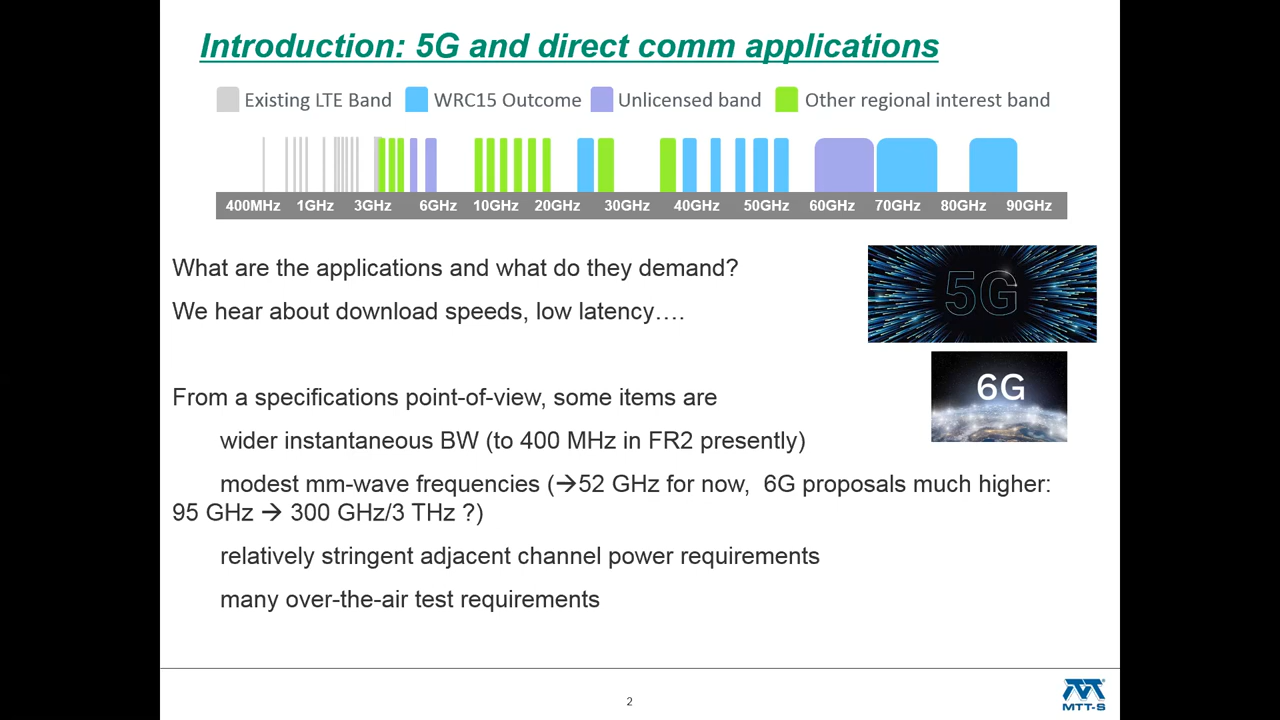 Introduction: 5G and direct comm applications
Existing LTE Band WRC15 Outcome Unlicensed band Other regional interest band
400MHz 1GHz 3GHz 6GHz 10GHz 20GHz 30GHz 40GHz 50GHz 60GHz 70GHz 80GHz 90GHz
What are the applications and what do they demand?
We hear about download speeds, low latency….
5G
6G
From a specifications point-of-view, some items are
wider instantaneous BW (to 400 MHz in FR2 presently)
modest mm-wave frequencies (→52 GHz for now, 6G proposals much higher:
95 GHz → 300 GHz/3 THz ?)
relatively stringent adjacent channel power requirements
many over-the-air test requirements
2
MTT-S